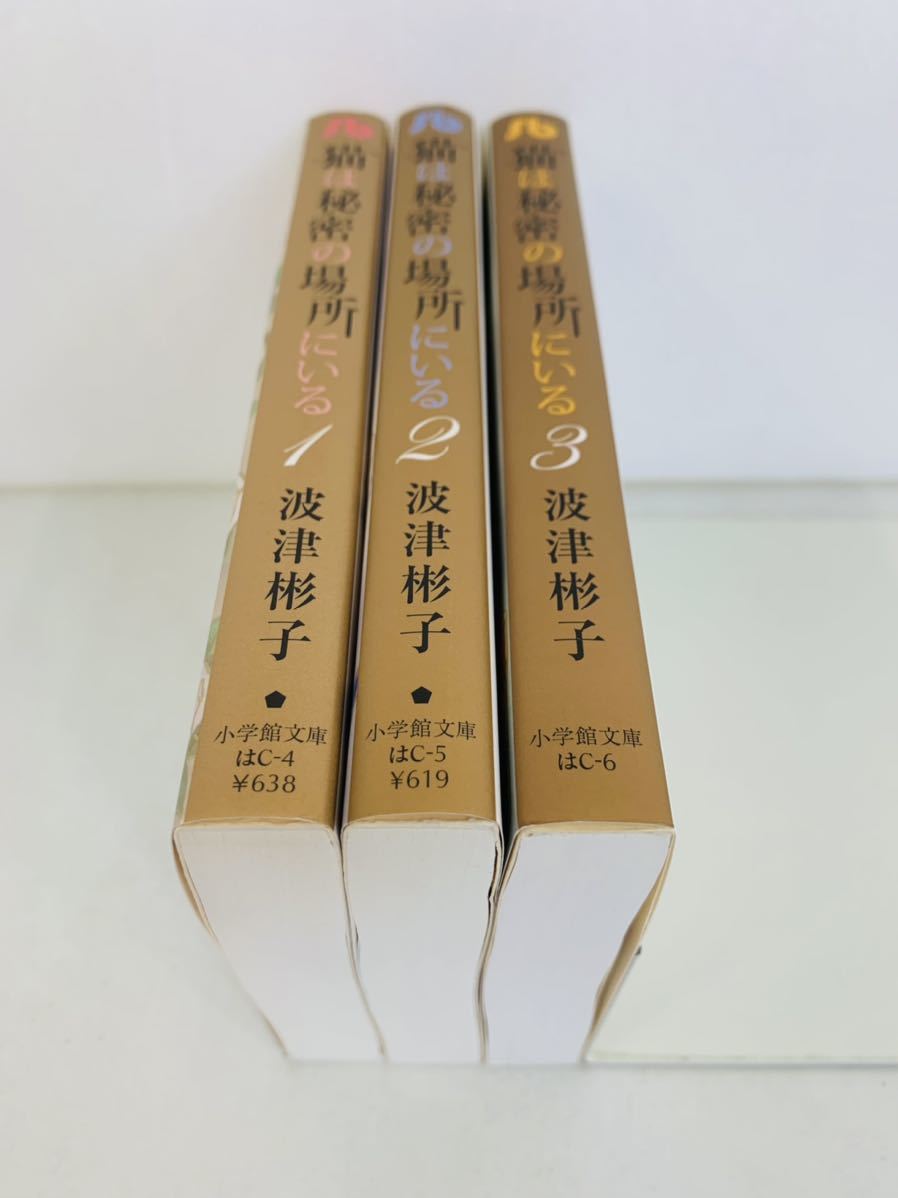 猫は秘密の場所にいる
1
波津彬子
小学館文庫
はC-4
¥638
猫は秘密の場所にいる
2
波津彬子
小学館文庫
はC-5
¥619
猫は秘密の場所にいる
3
波津彬子
小学館文庫
はC-6